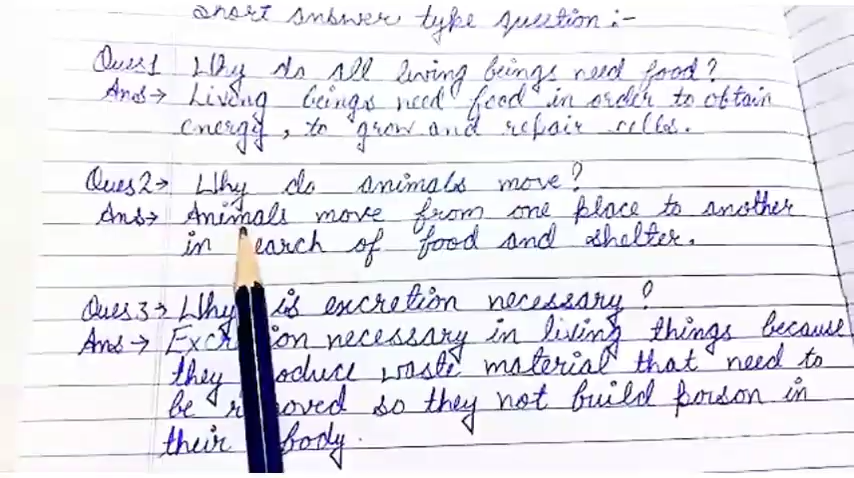 Short answer type question :-
Ques1 Why do all living beings need food?
Ans→ Living beings need food in order to obtain
energy, to grow and repair cells.
Ques2→ Why do animals move?
Ans→ Animals move from one place to another
in earch of food and shelter.
Ques3→ Why is excretion necessary?
Ans→ Excr ion necessary in living things because
they oduce waste material that need to
be r oved so they not build poison in
their body.